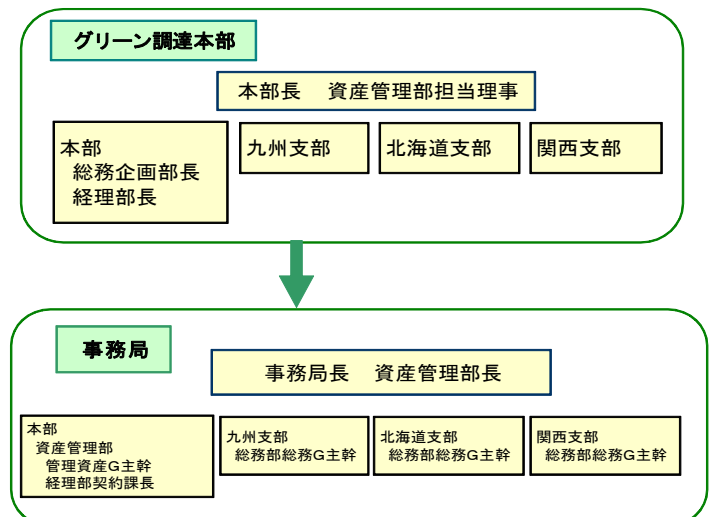 グリーン調達本部
本部長　資産管理部担当理事
本部
総務企画部長
経理部長
九州支部
北海道支部
関西支部
事務局
事務局長　資産管理部長
本部
資産管理部
管理資産G主幹
経理部契約課長
九州支部
総務部総務G主幹
北海道支部
総務部総務G主幹
関西支部
総務部総務G主幹